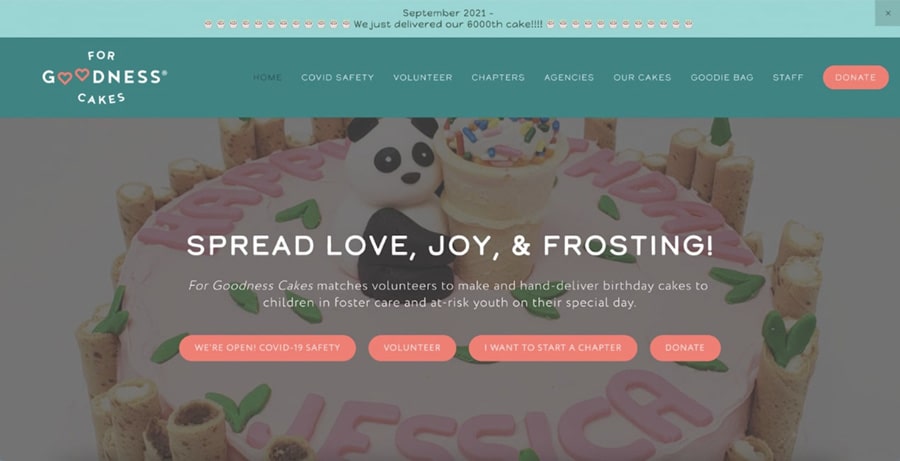 September 2021 -
We just delivered our 6000th cake!!!!
×
FOR
GOODNESS®
CAKES
HOME COVID SAFETY VOLUNTEER CHAPTERS AGENCIES OUR CAKES GOODIE BAG STAFF DONATE
HAPPY
SPREAD LOVE, JOY, & FROSTING!
For Goodness Cakes matches volunteers to make and hand-deliver birthday cakes to
children in foster care and at-risk youth on their special day.
WE'RE OPEN! COVID-19 SAFETY VOLUNTEER I WANT TO START A CHAPTER DONATE
JESSICA